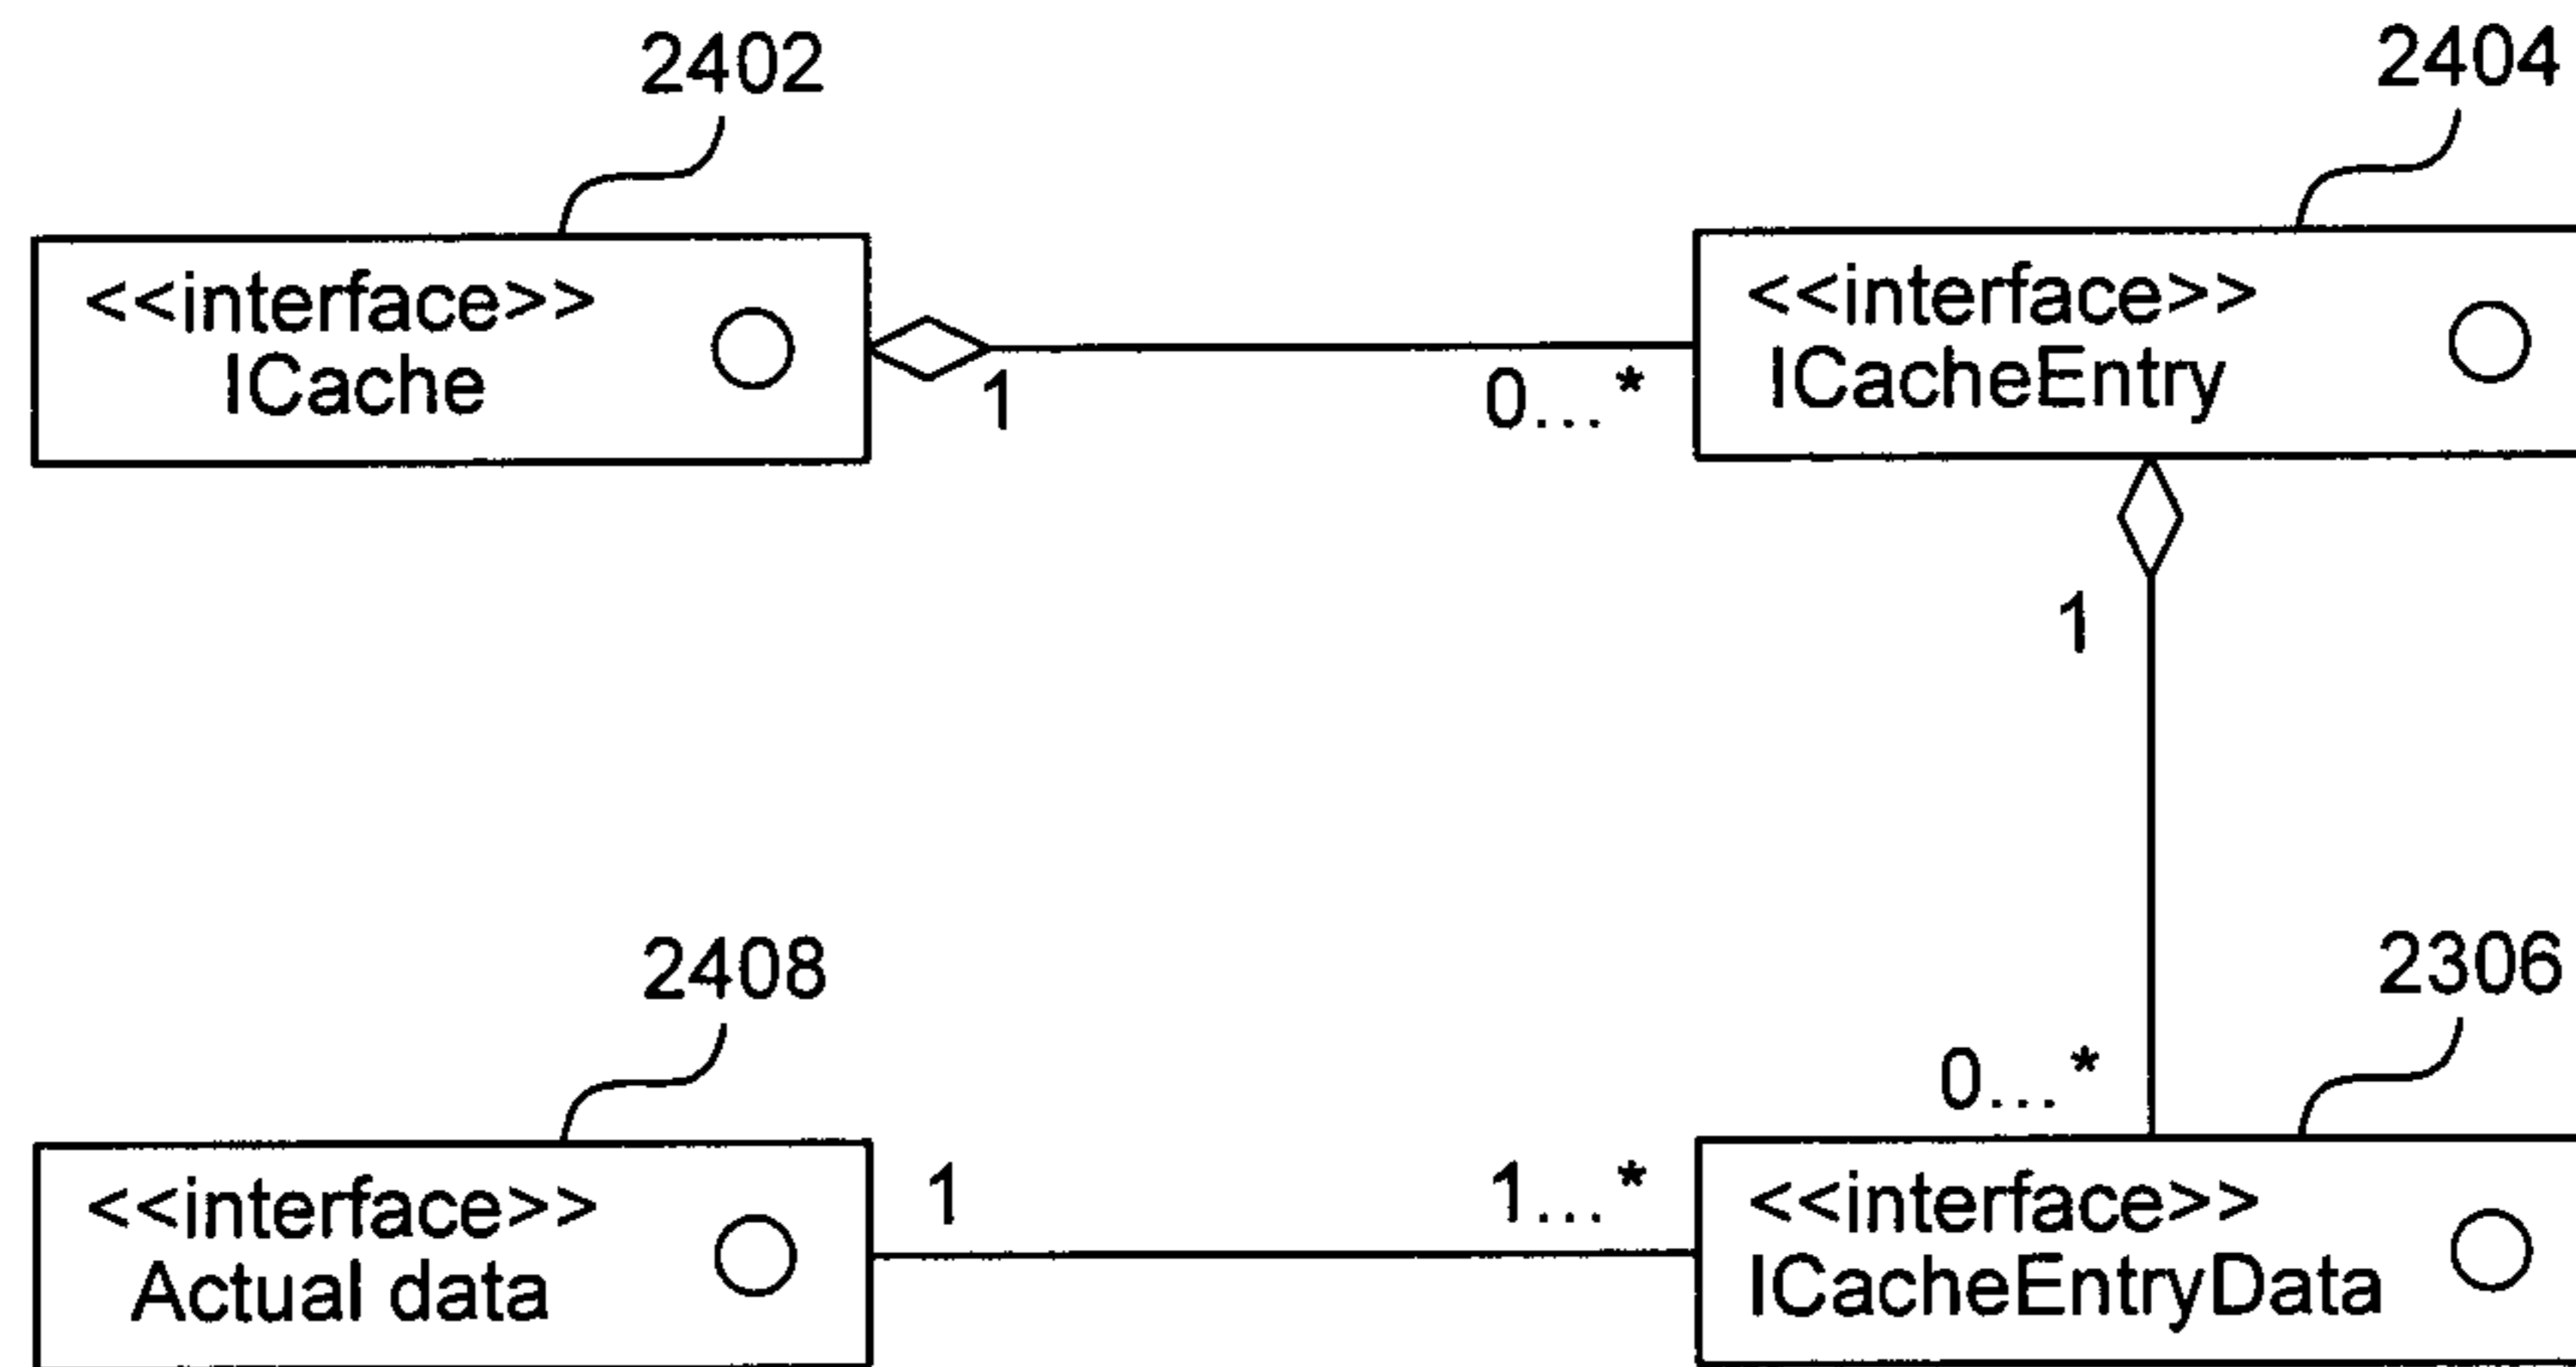 2402
2404
<<interface>>
ICache
<<interface>>
ICacheEntry
1
0...*
1
2408
2306
0...*
<<interface>>
Actual data
1
1...*
<<interface>>
ICacheEntryData